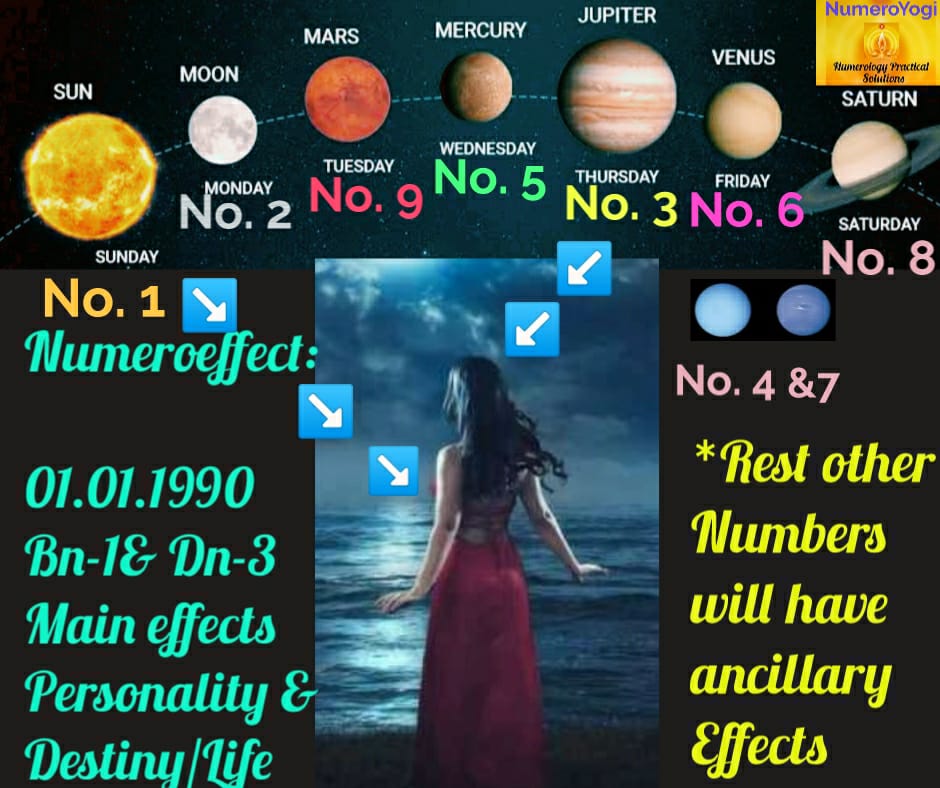 NumeroYogi
Numerology Practical
Solutions
SUN
MOON
MARS
MERCURY
JUPITER
VENUS
SATURN
SUNDAY
MONDAY
TUESDAY
WEDNESDAY
THURSDAY
FRIDAY
SATURDAY
No. 1
No. 2
No. 9
No. 5
No. 3
No. 6
No. 8
No. 4 &7
Numeroeffect:
01.01.1990
Bn-1& Dn-3
Main effects
Personality &
Destiny/Life
*Rest other
Numbers
will have
ancillary
Effects